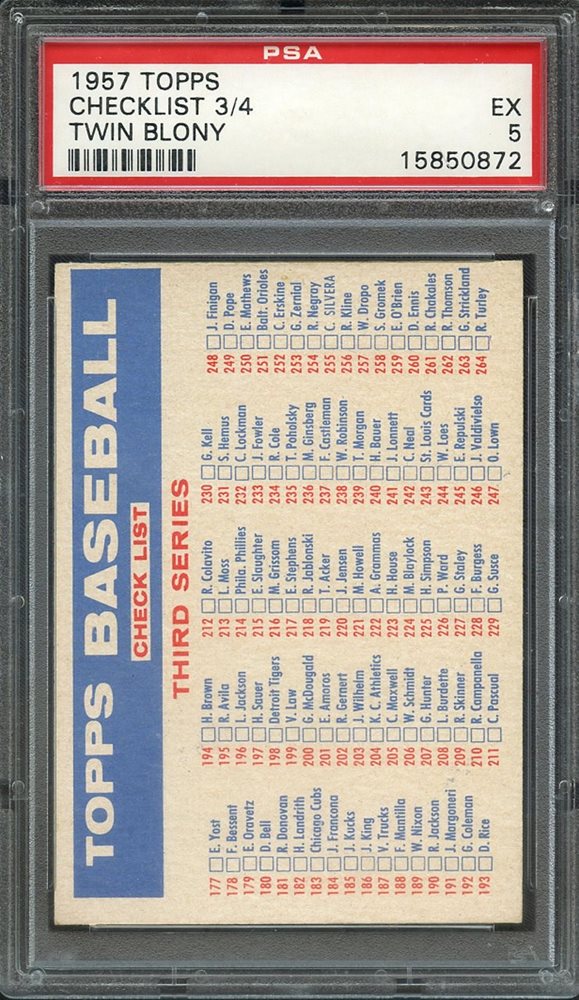 PSA
1957 TOPPS
CHECKLIST 3/4
TWIN BLONY
EX
5
15850872
TOPPS BASEBALL
CHECK LIST
THIRD SERIES
177 E. Yost
178 F. Bessent
179 E. Oravetz
180 D. Bell
181 R. Donovan
182 H. Landrith
183 Chicago Cubs
184 J. Francona
185 J. Kucks
186 J. King
187 V. Trucks
188 F. Mantilla
189 W. Nixon
190 R. Jackson
191 J. Margoneri
192 G. Coleman
193 D. Rice
194 H. Brown
195 R. Avila
196 L. Jackson
197 H. Sauer
198 Detroit Tigers
199 V. Law
200 G. McDougald
201 E. Amoros
202 R. Gernert
203 J. Wilhelm
204 K. C. Athletics
205 C. Maxwell
206 W. Schmidt
207 G. Hunter
208 L. Burdette
209 R. Skinner
210 R. Campanella
211 C. Pascual
212 R. Colavito
213 L. Moss
214 Phila. Phillies
215 E. Slaughter
216 M. Grissom
217 E. Stephens
218 R. Jablonski
219 T. Acker
220 J. Jensen
221 M. Howell
222 A. Grammas
223 H. House
224 M. Blaylock
225 H. Simpson
226 P. Ward
227 G. Staley
228 F. Burgess
229 G. Susce
230 G. Kell
231 S. Hemus
232 C. Lockman
233 J. Fowler
234 R. Cole
235 T. Poholsky
236 M. Ginsberg
237 F. Castleman
238 W. Robinson
239 T. Morgan
240 H. Bauer
241 J. Lonnett
242 C. Neal
243 St. Louis Cards
244 W. Loes
245 E. Repulski
246 J. Valdivielso
247 O. Lown
248 J. Finigan
249 D. Pope
250 E. Mathews
251 Balt. Orioles
252 C. Erskine
253 G. Zernial
254 R. Negray
255 C. SILVERA
256 R. Kline
257 W. Dropo
258 S. Gromek
259 E. O'Brien
260 D. Ennis
261 R. Chakales
262 R. Thomson
263 G. Strickland
264 R. Turley